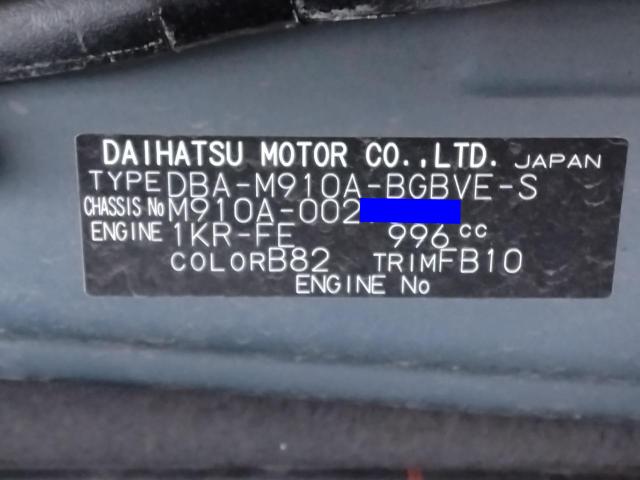 DAIHATSU MOTOR CO.,LTD. JAPAN
TYPE DBA-M910A-BGBVE-S
CHASSIS No M910A-002
ENGINE 1KR-FE 996cc
COLOR B82 TRIM FB10
ENGINE No